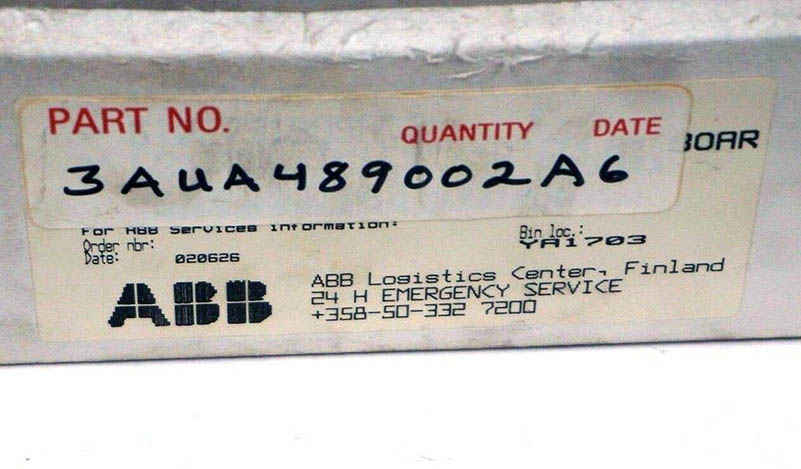 PART NO. QUANTITY DATE
BOAR
3AUA489002A6
For ABB Services information:
Order nbr:
Bin loc.:
YA1703
Date: 020626
ABB
ABB Logistics Center, Finland
24 H EMERGENCY SERVICE
+358-50-332 7200